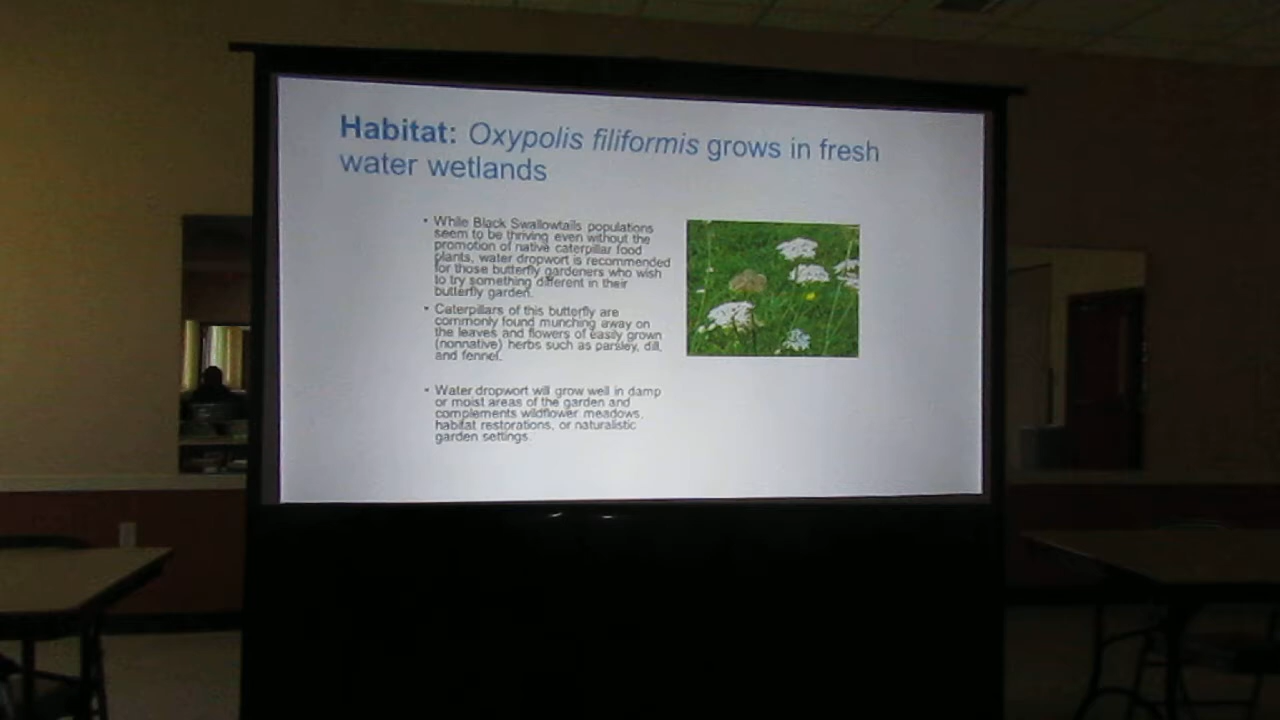 Habitat: Oxypolis filiformis grows in fresh
water wetlands
• While Black Swallowtails populations
seem to be thriving even without the
promotion of native caterpillar food
plants, water dropwort is recommended
for those butterfly gardeners who wish
to try something different in their
butterfly garden.
• Caterpillars of this butterfly are
commonly found munching away on
the leaves and flowers of easily grown
(nonnative) herbs such as parsley, dill,
and fennel.
• Water dropwort will grow well in damp
or moist areas of the garden and
complements wildflower meadows,
habitat restorations, or naturalistic
garden settings.